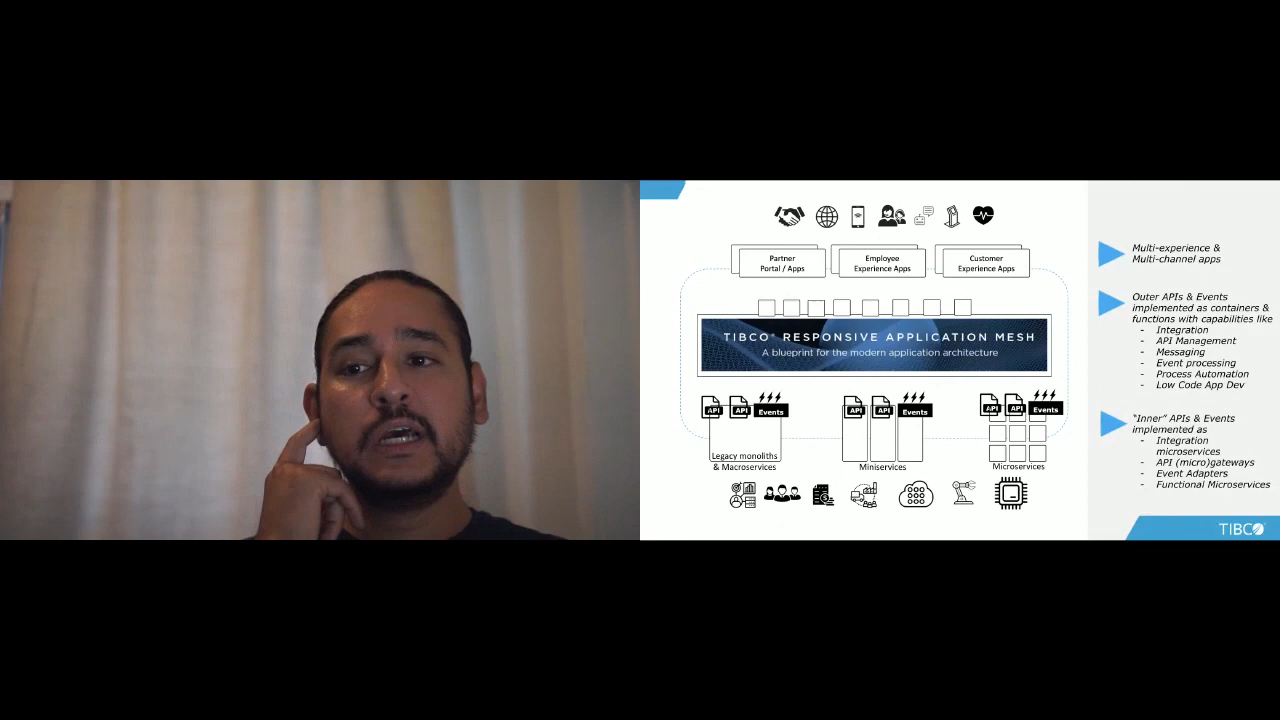 Partner
Portal / Apps
Employee
Experience Apps
Customer
Experience Apps
TIBCO® RESPONSIVE APPLICATION MESH
A blueprint for the modern application architecture
API
API
Events
API
API
Events
API
API
Events
Legacy monoliths
& Macroservices
Miniservices
Microservices
Multi-experience &
Multi-channel apps
Outer APIs & Events
implemented as containers &
functions with capabilities like
- Integration
- API Management
- Messaging
- Event processing
- Process Automation
- Low Code App Dev
"Inner" APIs & Events
implemented as
- Integration
microservices
- API (micro)gateways
- Event Adapters
- Functional Microservices
TIBCO